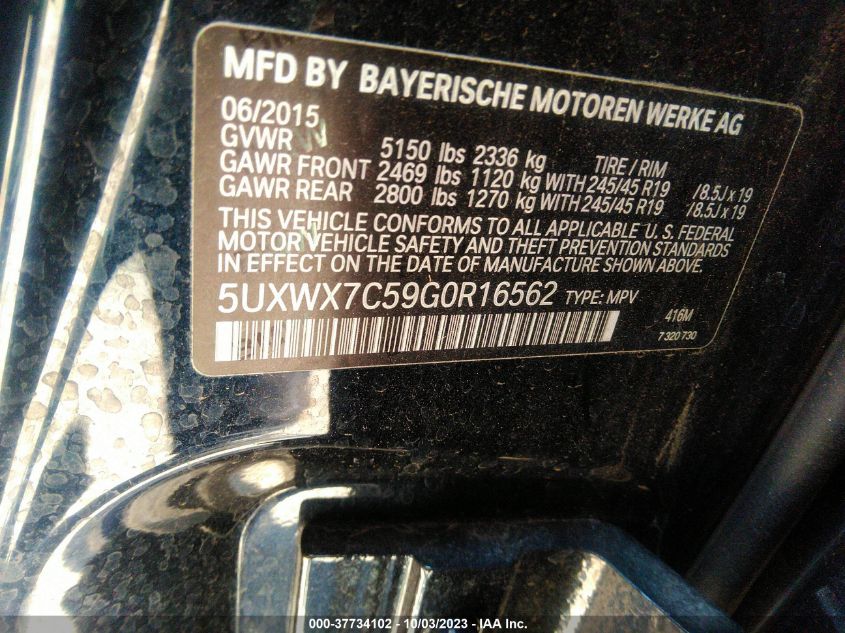 MFD BY BAYERISCHE MOTOREN WERKE AG
06/2015
GVWR 5150 lbs 2336 kg TIRE / RIM
GAWR FRONT 2469 lbs 1120 kg WITH 245/45 R19 /8.5J x 19
GAWR REAR 2800 lbs 1270 kg WITH 245/45 R19 /8.5J x 19
THIS VEHICLE CONFORMS TO ALL APPLICABLE U.S. FEDERAL
MOTOR VEHICLE SAFETY AND THEFT PREVENTION STANDARDS
IN EFFECT ON THE DATE OF MANUFACTURE SHOWN ABOVE.
5UXWX7C59G0R16562 TYPE: MPV
416M
7320730
000-37734102 - 10/03/2023 - IAA Inc.